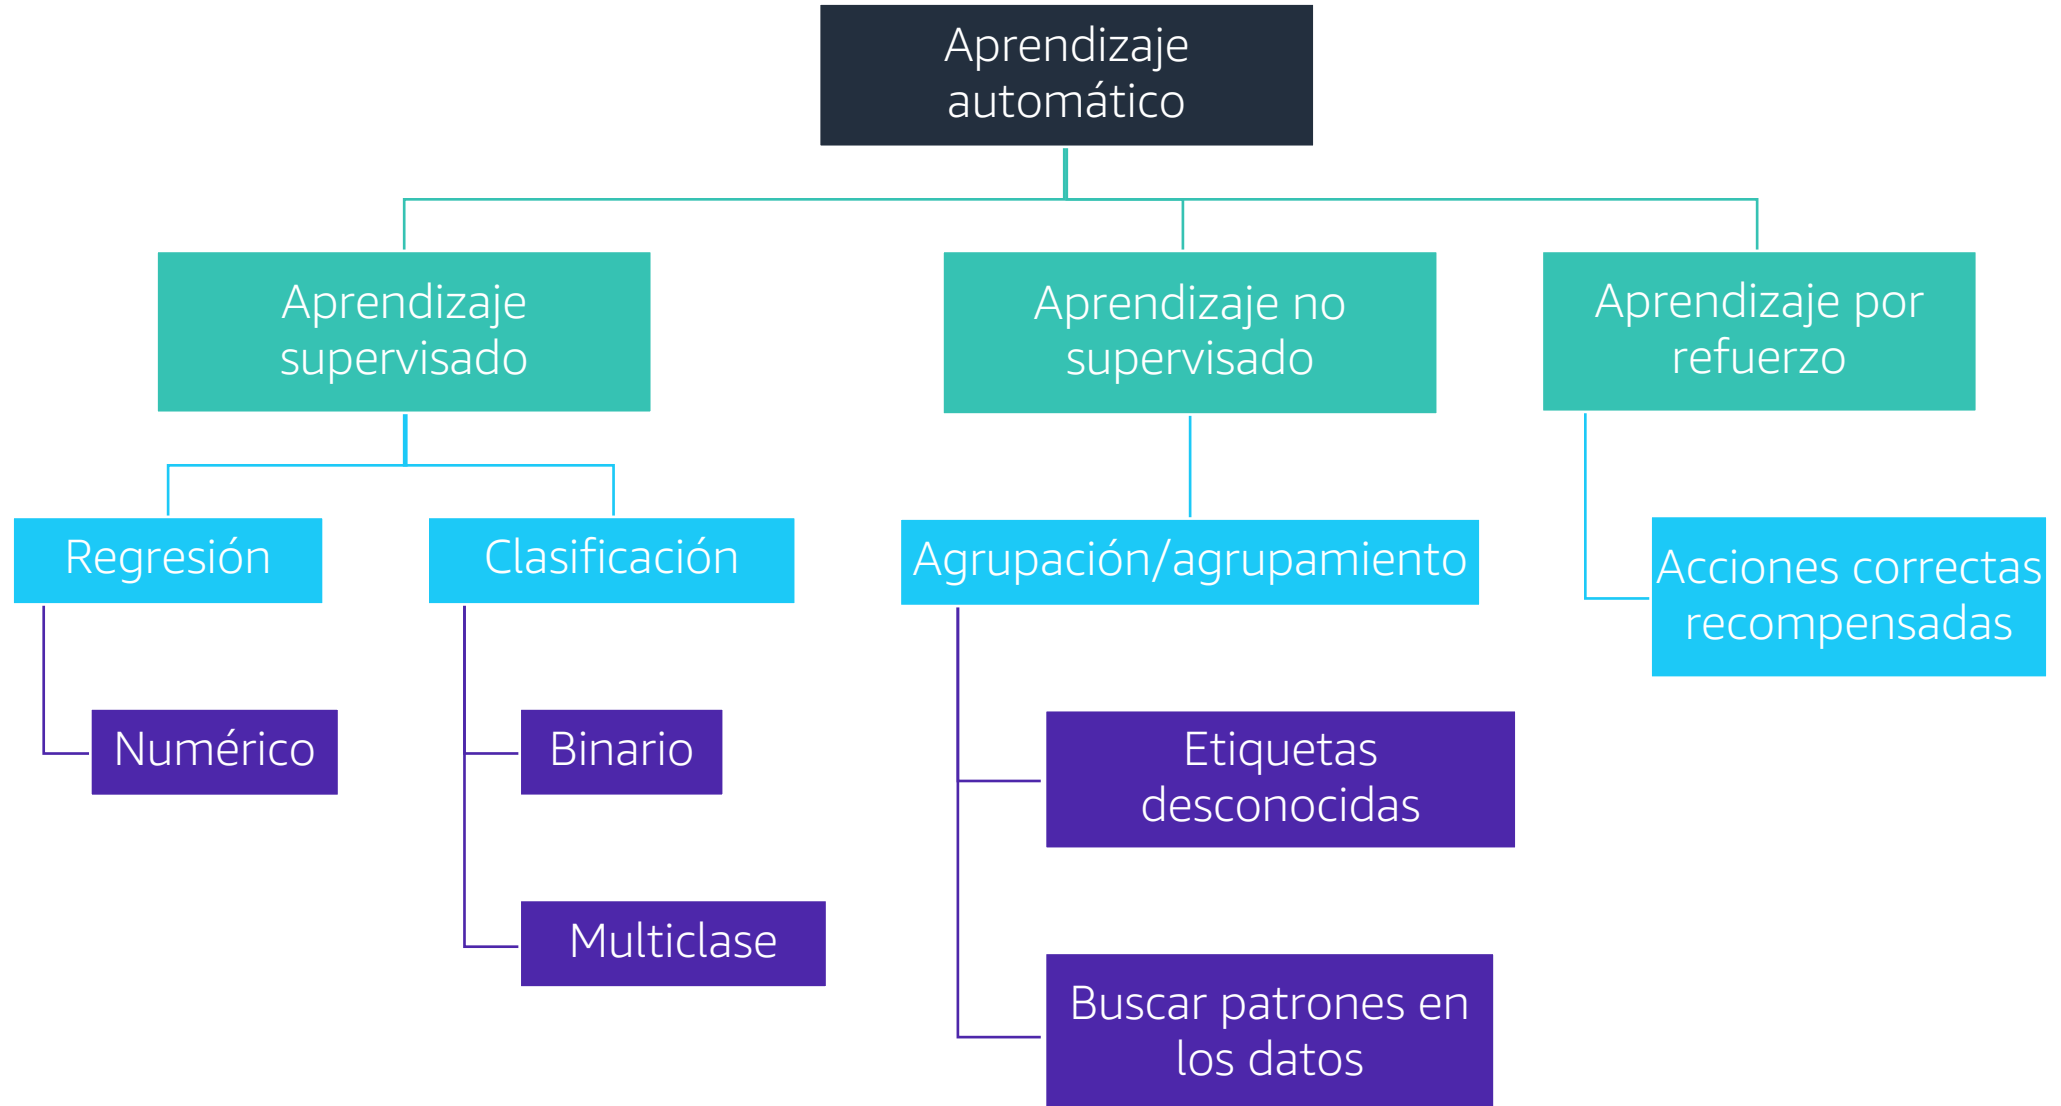 Aprendizaje
automático
Aprendizaje
supervisado
Aprendizaje no
supervisado
Aprendizaje por
refuerzo
Regresión
Clasificación
Agrupación/agrupamiento
Acciones correctas
recompensadas
Numérico
Binario
Etiquetas
desconocidas
Multiclase
Buscar patrones en
los datos